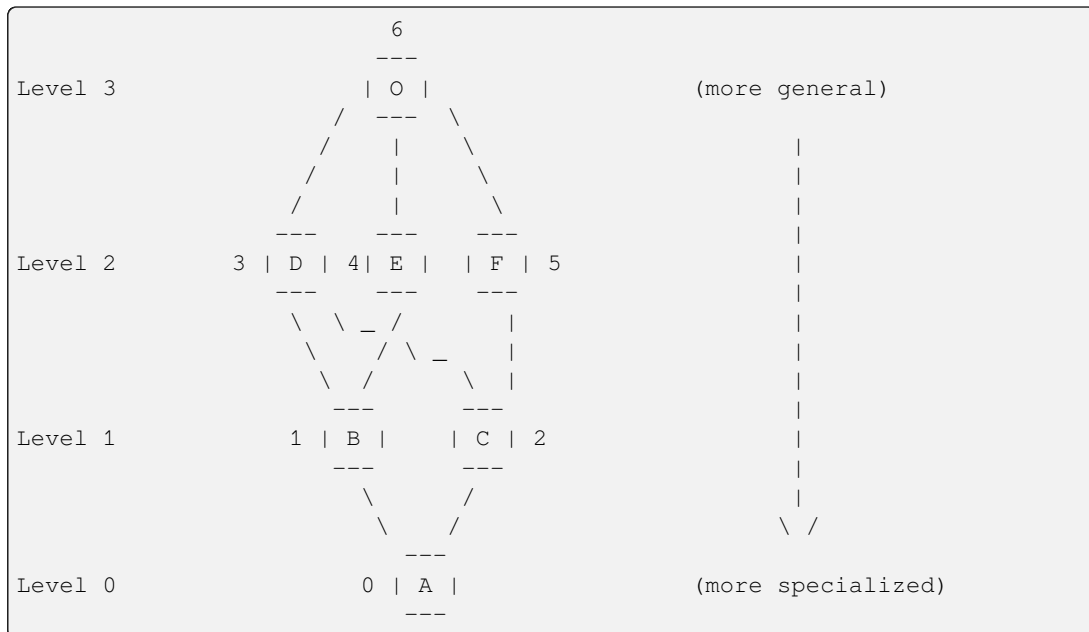 6
                         ---
Level 3                 | O |                  (more general)
                      /  ---  \
                     /    |    \                      |
                    /     |     \                     |
                   /      |      \                    |
                  ---    ---    ---                   |
Level 2        3 | D | 4| E |  | F | 5                |
                  ---    ---    ---                   |
                   \  \ _ /       |                   |
                    \    / \ _    |                   |
                     \  /      \  |                   |
                      ---      ---                    |
Level 1            1 | B |    | C | 2                 |
                      ---      ---                    |
                        \      /                      |
                         \    /                      \ /
                           ---
Level 0                 0 | A |                (more specialized)
                           ---